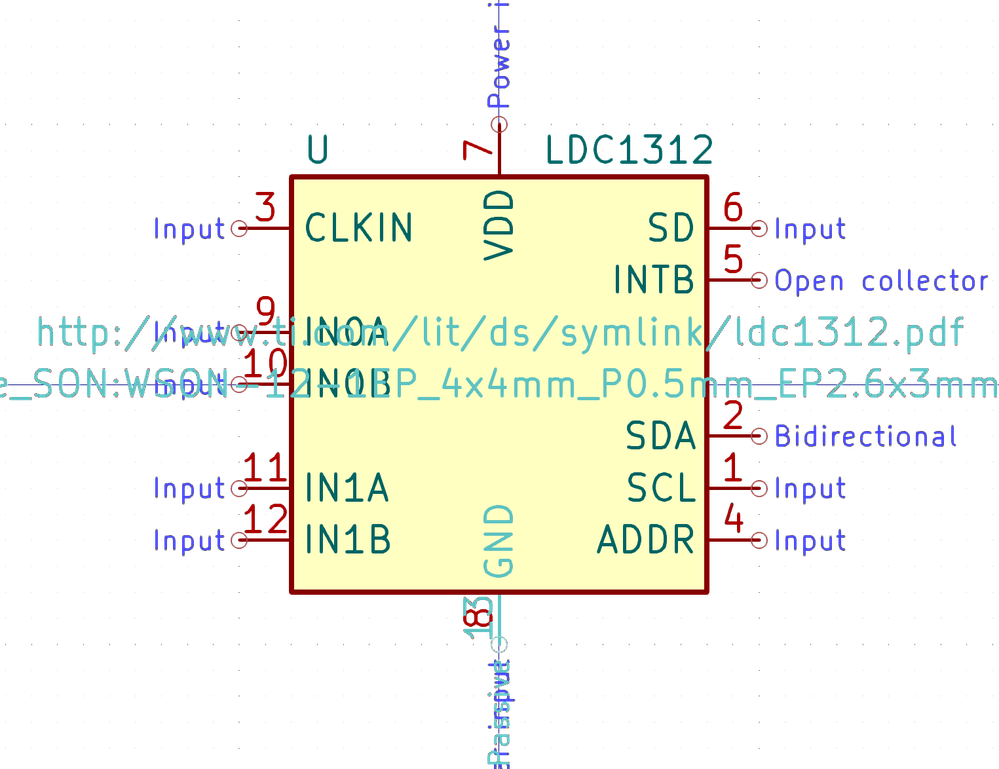 Power i
7
U
LDC1312
VDD
Input 3 CLKIN
SD 6 Input
INTB 5 Open collector
Input 9 IN0A
http://www.ti.com/lit/ds/symlink/ldc1312.pdf
Input 10 IN0B
e_SON:WSON-12-1EP_4x4mm_P0.5mm_EP2.6x3mm
SDA 2 Bidirectional
Input 11 IN1A
SCL 1 Input
Input 12 IN1B
ADDR 4 Input
GND
8
13
Passive
input